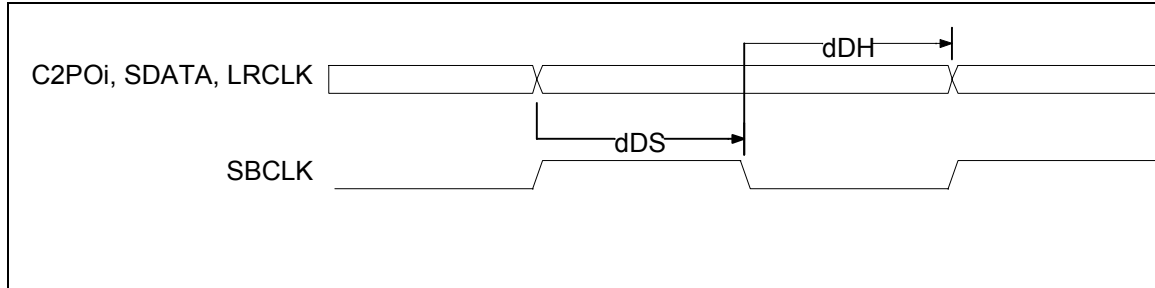 dDH
C2POi, SDATA, LRCLK
dDS
SBCLK